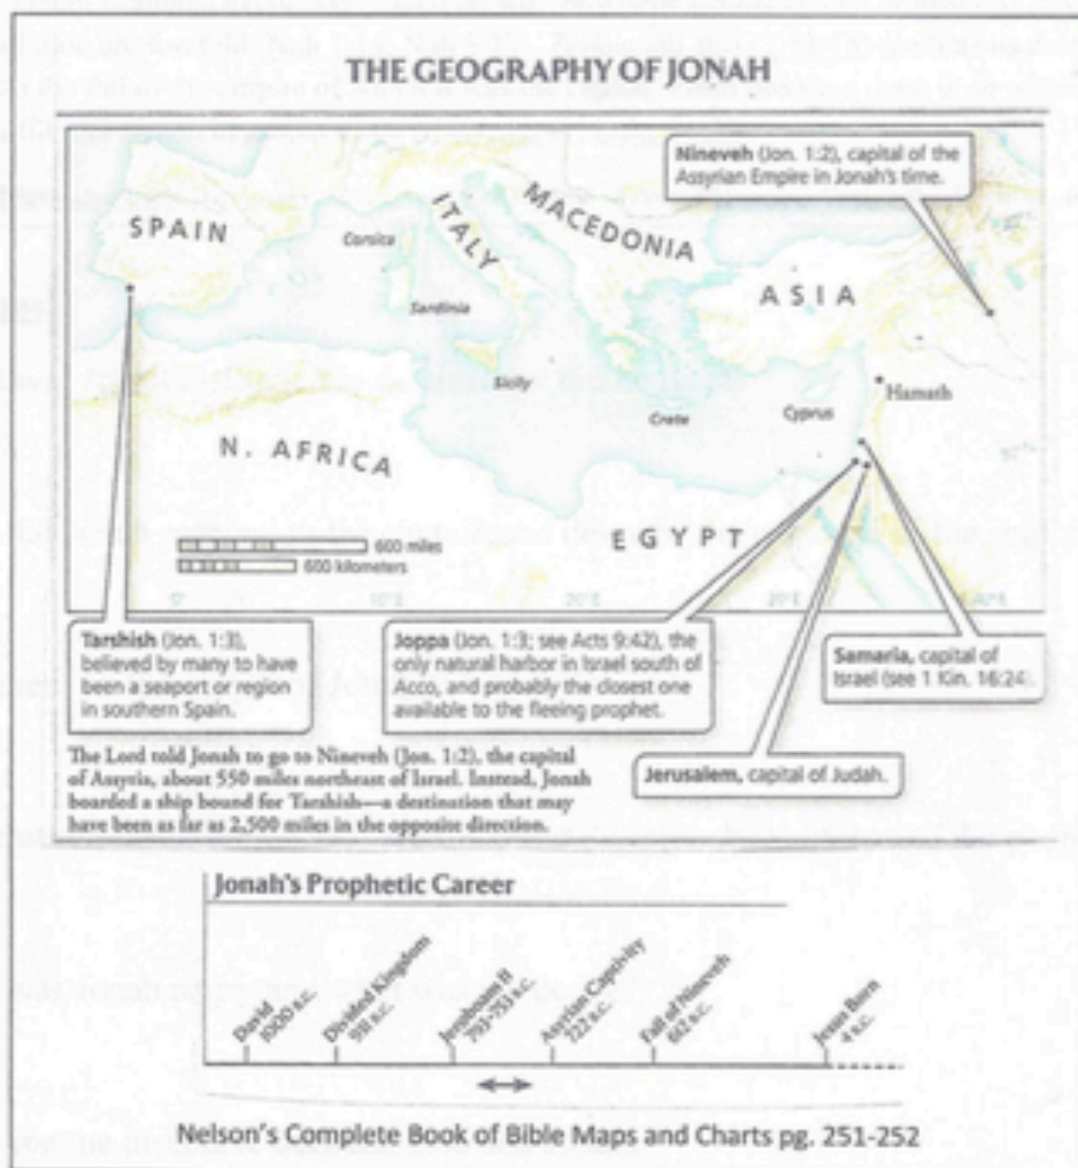 THE GEOGRAPHY OF JONAH
Nineveh (Jon. 1:2), capital of the
Assyrian Empire in Jonah's time.
SPAIN
Corsica
ITALY
MACEDONIA
ASIA
Sardinia
Sicily
Crete
Cyprus
Hamath
N. AFRICA
EGYPT
600 miles
600 kilometers
5°
10°E
20°E
40°E
Tarshish (Jon. 1:3),
believed by many to have
been a seaport or region
in southern Spain.
Joppa (Jon. 1:3; see Acts 9:42), the
only natural harbor in Israel south of
Acco, and probably the closest one
available to the fleeing prophet.
Samaria, capital of
Israel (see 1 Kin. 16:24).
Jerusalem, capital of Judah.
The Lord told Jonah to go to Nineveh (Jon. 1:2), the capital
of Assyria, about 550 miles northeast of Israel. Instead, Jonah
boarded a ship bound for Tarshish—a destination that may
have been as far as 2,500 miles in the opposite direction.
Jonah's Prophetic Career
David
1000 B.C.
Divided Kingdom
931 B.C.
Jeroboam II
793-753 B.C.
Assyrian Captivity
722 B.C.
Fall of Nineveh
612 B.C.
Jesus Born
4 B.C.
Nelson's Complete Book of Bible Maps and Charts pg. 251-252